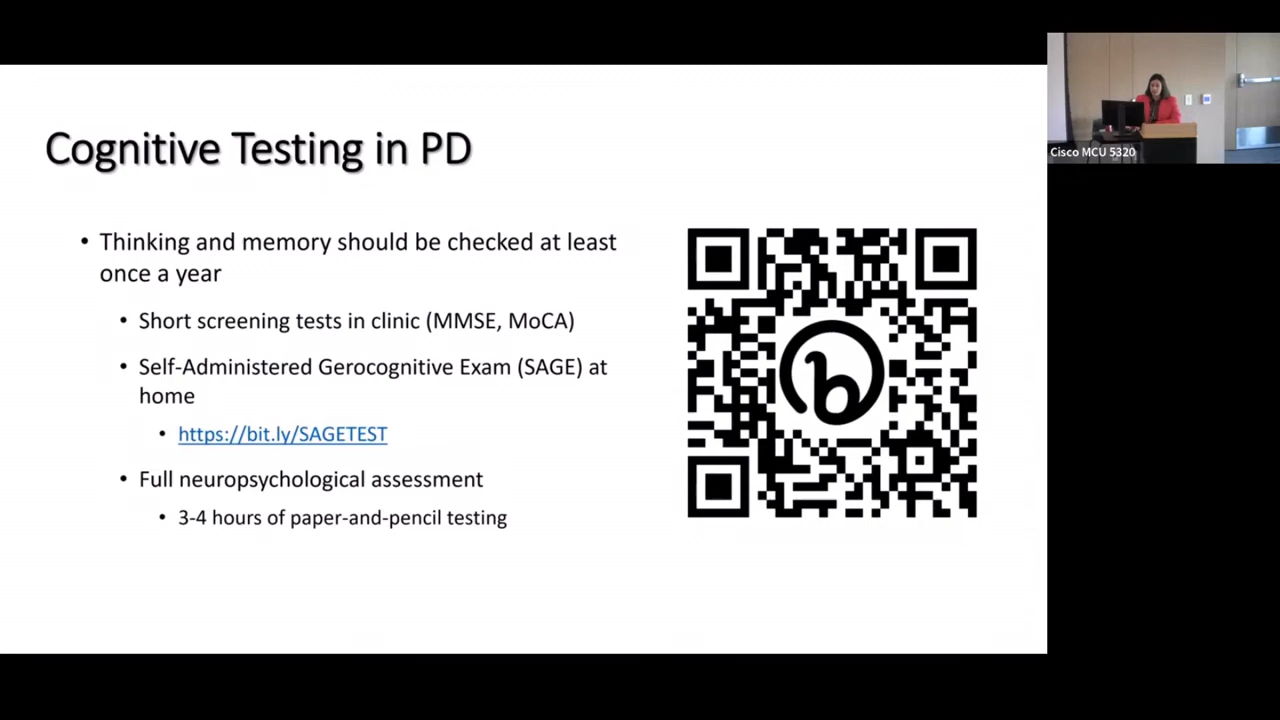 Cognitive Testing in PD
• Thinking and memory should be checked at least
once a year
• Short screening tests in clinic (MMSE, MoCA)
• Self-Administered Gerocognitive Exam (SAGE) at
home
• https://bit.ly/SAGETEST
• Full neuropsychological assessment
• 3-4 hours of paper-and-pencil testing
b
Cisco MCU 5320